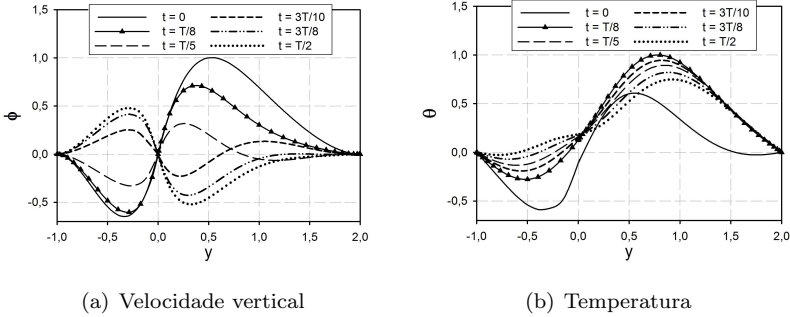 t = 0
t = T/8
t = T/5
t = 3T/10
t = 3T/8
t = T/2
1,5
1,0
0,5
0,0
-0,5
ϕ
-1,0 -0,5 0,0 0,5 1,0 1,5 2,0
y
(a) Velocidade vertical
t = 0
t = T/8
t = T/5
t = 3T/10
t = 3T/8
t = T/2
1,5
1,0
0,5
0,0
-0,5
θ
-1,0 -0,5 0,0 0,5 1,0 1,5 2,0
y
(b) Temperatura